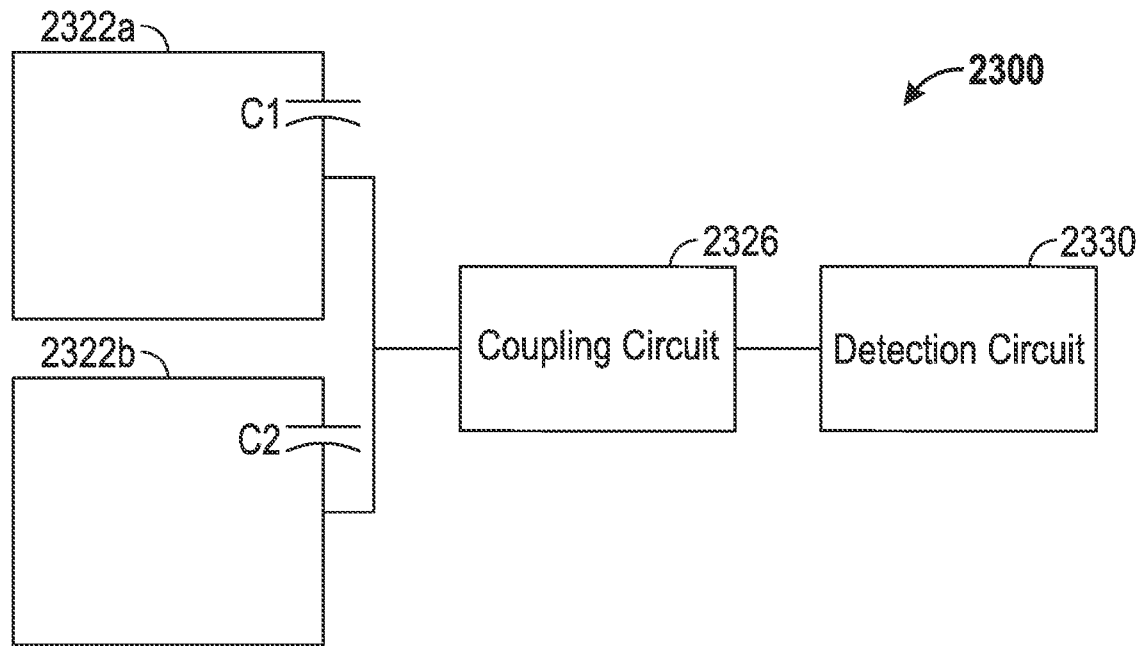 2322a
2300
C1
2326
2330
Coupling Circuit
Detection Circuit
2322b
C2